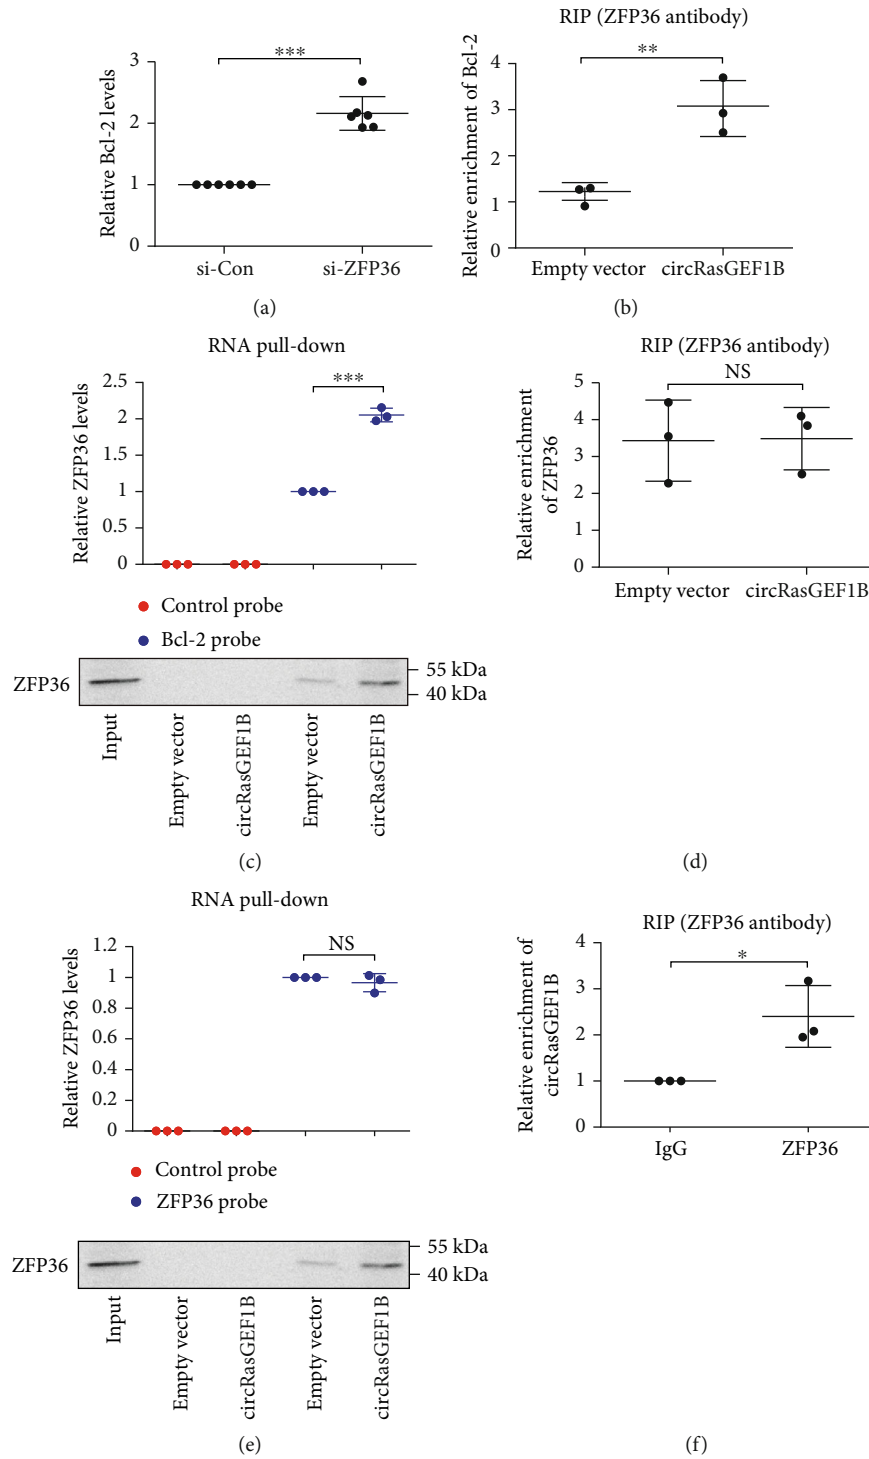 ***
3
2
1
0
Relative Bcl-2 levels
si-Con
si-ZFP36
(a)
RIP (ZFP36 antibody)
**
4
3
2
1
0
Relative enrichment of Bcl-2
Empty vector
circRasGEF1B
(b)
RNA pull-down
***
2.5
2
1.5
1
0.5
0
Relative ZFP36 levels
Control probe
Bcl-2 probe
ZFP36
55 kDa
40 kDa
Input
Empty vector
circRasGEF1B
Empty vector
circRasGEF1B
(c)
RIP (ZFP36 antibody)
NS
5
4
3
2
1
0
Relative enrichment
of ZFP36
Empty vector
circRasGEF1B
(d)
RNA pull-down
NS
1.2
1
0.8
0.6
0.4
0.2
0
Relative ZFP36 levels
Control probe
ZFP36 probe
ZFP36
55 kDa
40 kDa
Input
Empty vector
circRasGEF1B
Empty vector
circRasGEF1B
(e)
RIP (ZFP36 antibody)
*
4
3
2
1
0
Relative enrichment of
circRasGEF1B
IgG
ZFP36
(f)